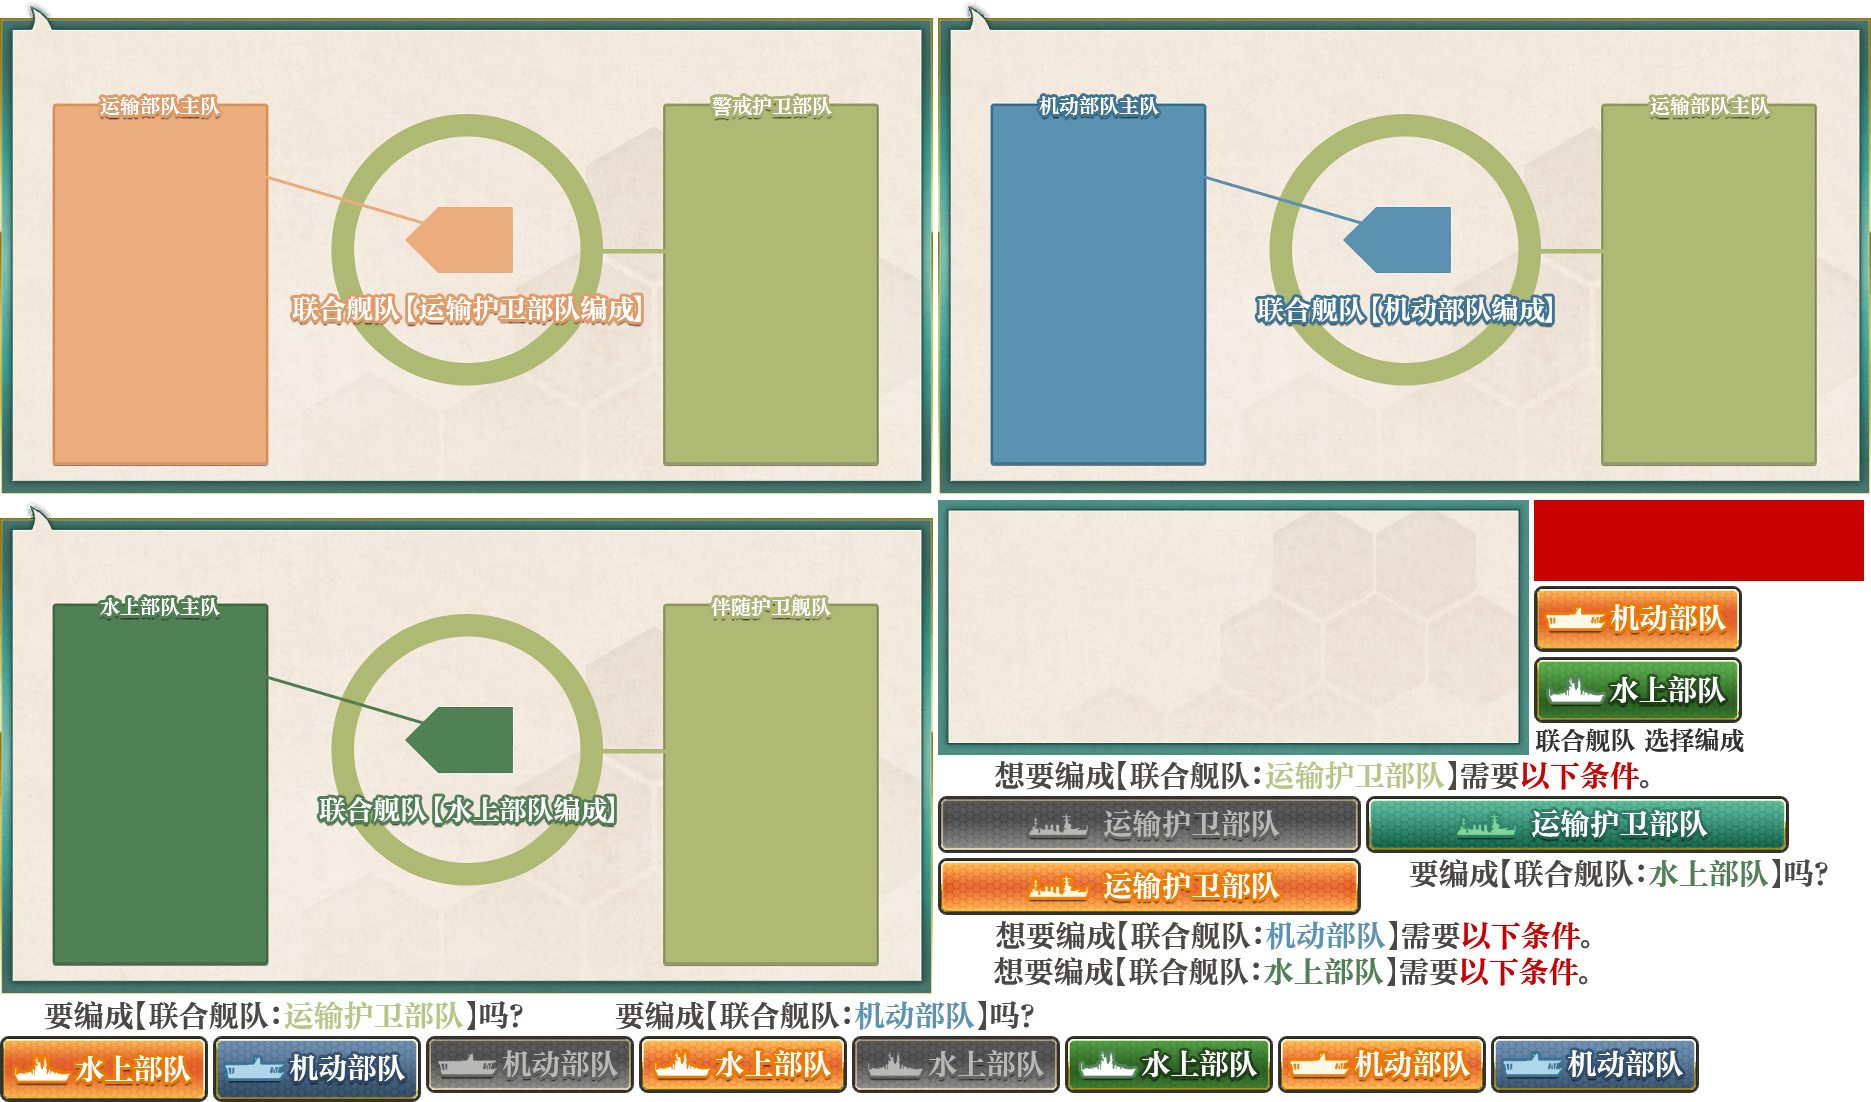 运输部队主队
警戒护卫部队
联合舰队【运输护卫部队编成】
机动部队主队
运输部队主队
联合舰队【机动部队编成】
水上部队主队
伴随护卫舰队
联合舰队【水上部队编成】
机动部队
水上部队
联合舰队 选择编成
想要编成【联合舰队：运输护卫部队】需要以下条件。
运输护卫部队
运输护卫部队
运输护卫部队
要编成【联合舰队：水上部队】吗？
想要编成【联合舰队：机动部队】需要以下条件。
想要编成【联合舰队：水上部队】需要以下条件。
要编成【联合舰队：运输护卫部队】吗？
要编成【联合舰队：机动部队】吗？
水上部队
机动部队
机动部队
水上部队
水上部队
水上部队
机动部队
机动部队